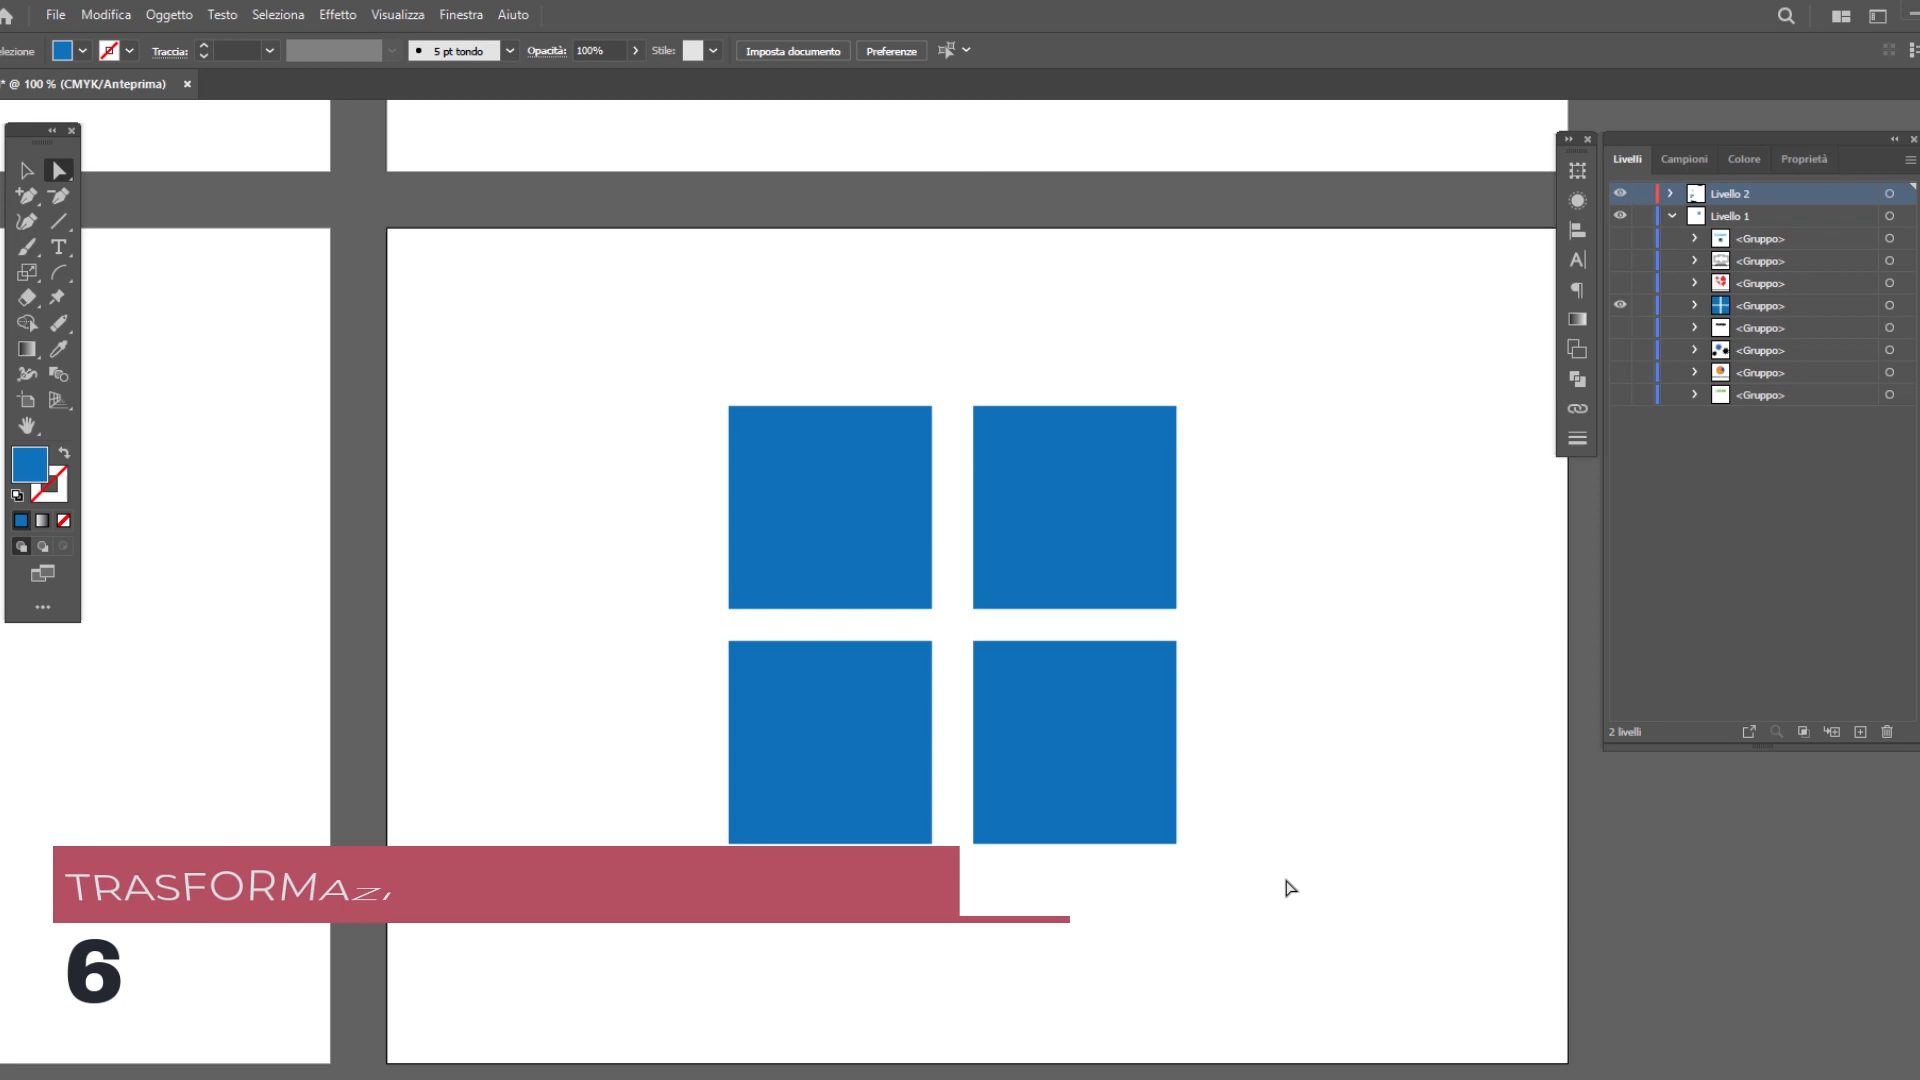 File Modifica Oggetto Testo Seleziona Effetto Visualizza Finestra Aiuto
elezione Traccia: 5 pt tondo Opacità: 100% Stile: Imposta documento Preferenze
* @ 100 % (CMYK/Anteprima)
Livelli Campioni Colore Proprietà
Livello 2
Livello 1
<Gruppo>
<Gruppo>
<Gruppo>
<Gruppo>
<Gruppo>
<Gruppo>
<Gruppo>
<Gruppo>
2 livelli
TRASFORMAZI
6